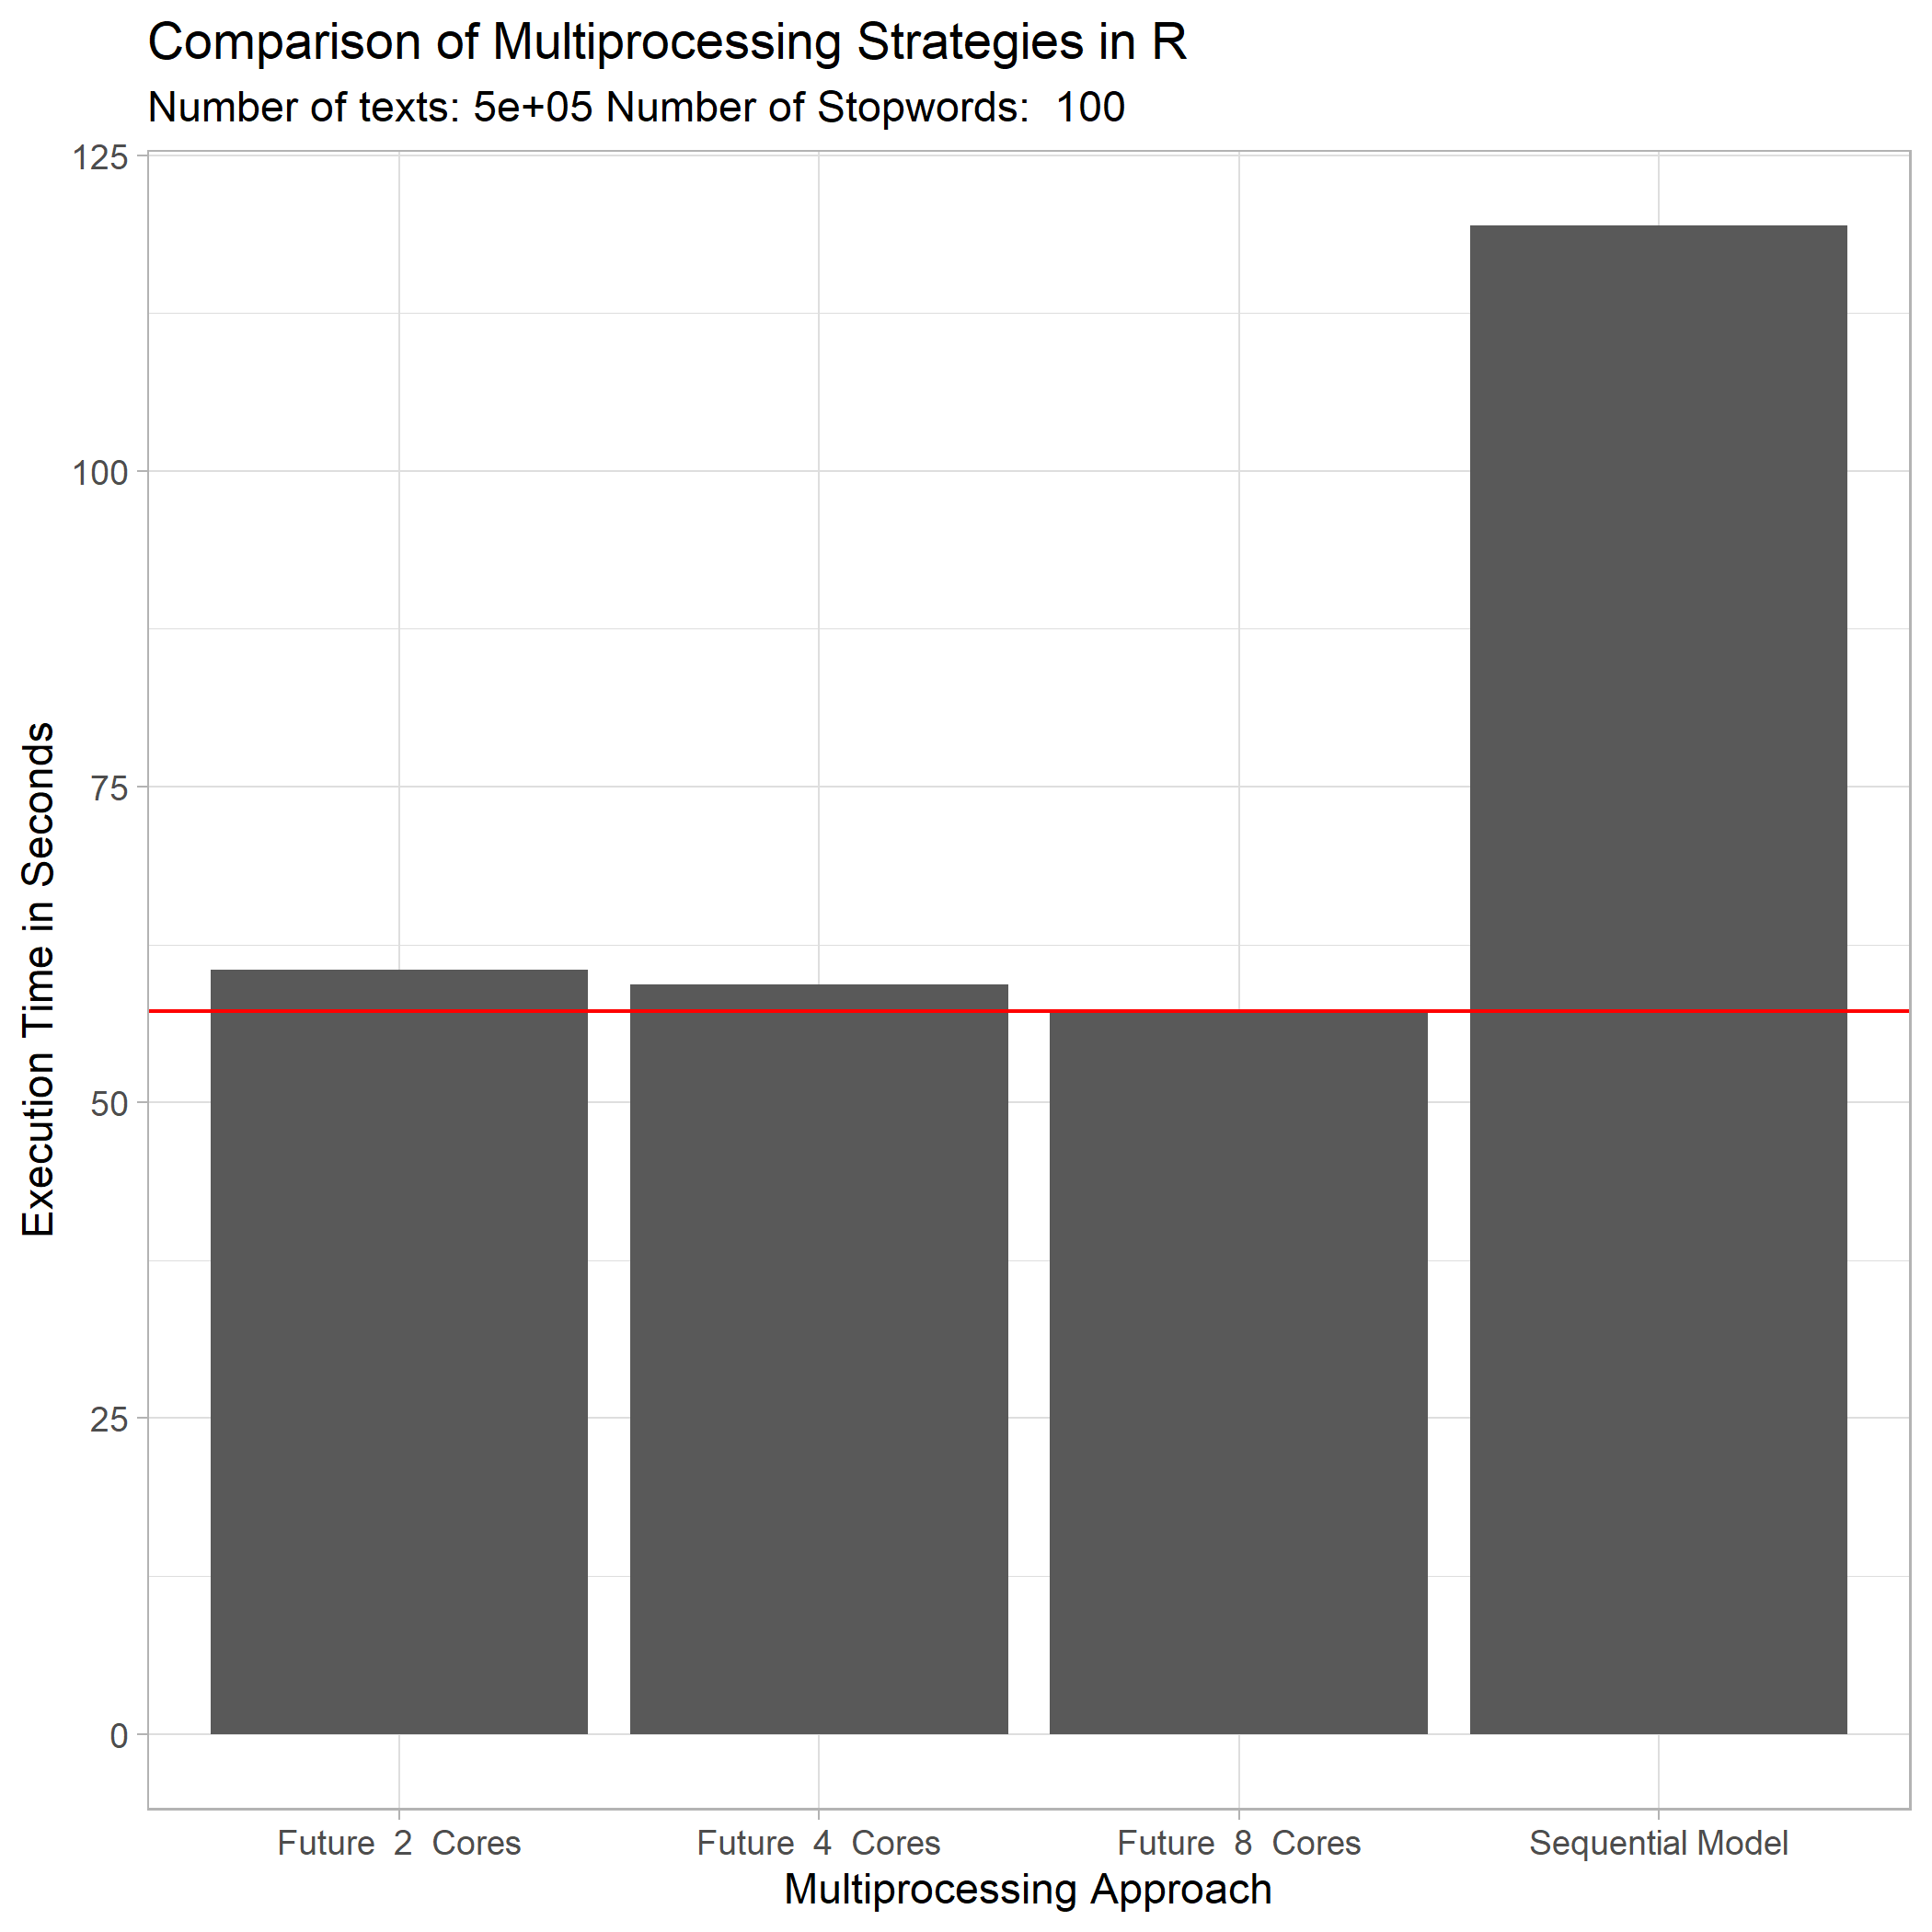 Comparison of Multiprocessing Strategies in R
Number of texts: 5e+05 Number of Stopwords:  100
125
100
75
50
25
0
Execution Time in Seconds
Future  2  Cores
Future  4  Cores
Future  8  Cores
Sequential Model
Multiprocessing Approach